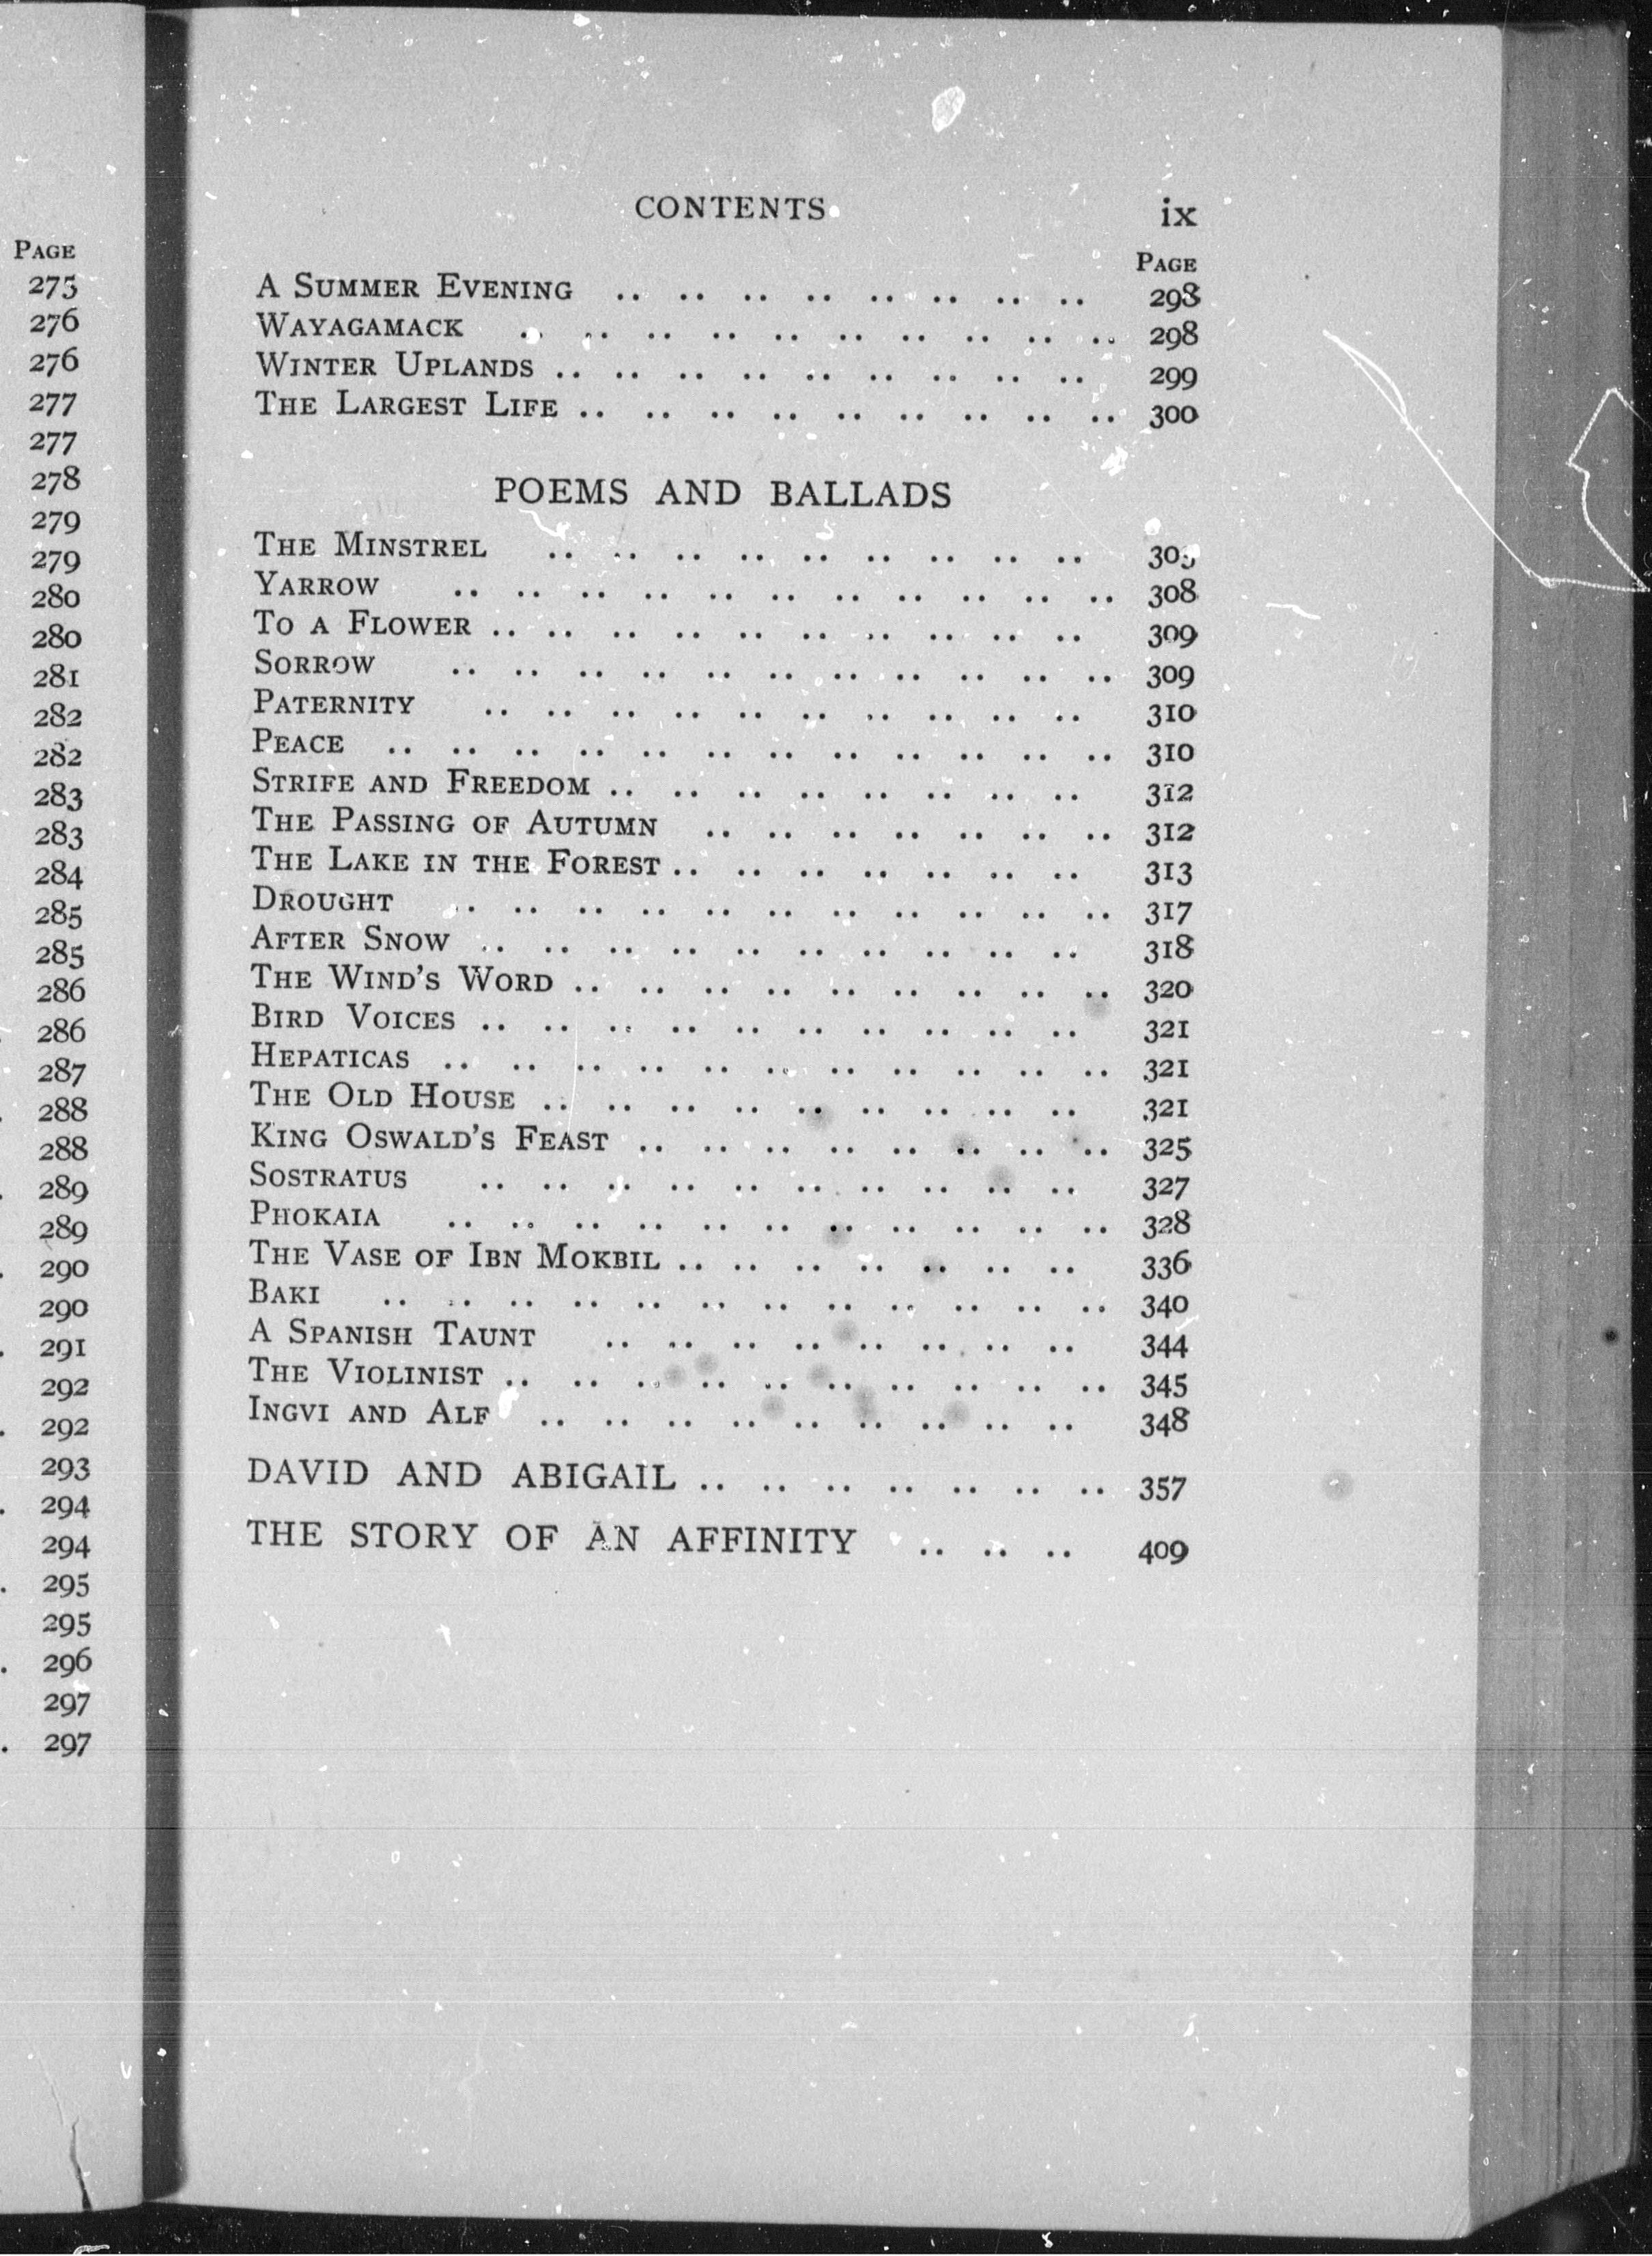 PAGE
275
276
276
277
277
278
279
279
280
280
281
282
282
283
283
284
285
285
286
286
287
288
288
289
289
290
290
291
292
292
293
294
294
295
295
296
297
297
CONTENTS ix
PAGE
A SUMMER EVENING .. .. .. .. .. .. .. .. 298
WAYAGAMACK .. .. .. .. .. .. .. .. .. .. 298
WINTER UPLANDS .. .. .. .. .. .. .. .. .. 299
THE LARGEST LIFE .. .. .. .. .. .. .. .. .. 300
POEMS AND BALLADS
THE MINSTREL .. .. .. .. .. .. .. .. ..
YARROW .. .. .. .. .. .. .. .. .. .. .. 308
TO A FLOWER .. .. .. .. .. .. .. .. .. .. 309
SORROW .. .. .. .. .. .. .. .. .. .. .. 309
PATERNITY .. .. .. .. .. .. .. .. .. .. 310
PEACE .. .. .. .. .. .. .. .. .. .. .. .. 310
STRIFE AND FREEDOM .. .. .. .. .. .. .. .. 312
THE PASSING OF AUTUMN .. .. .. .. .. .. .. 312
THE LAKE IN THE FOREST .. .. .. .. .. .. .. 313
DROUGHT .. .. .. .. .. .. .. .. .. .. .. 317
AFTER SNOW .. .. .. .. .. .. .. .. .. .. 318
THE WIND'S WORD .. .. .. .. .. .. .. .. .. 320
BIRD VOICES .. .. .. .. .. .. .. .. .. .. 321
HEPATICAS .. .. .. .. .. .. .. .. .. .. .. 321
THE OLD HOUSE .. .. .. .. .. .. .. .. .. 321
KING OSWALD'S FEAST .. .. .. .. .. .. .. .. 325
SOSTRATUS .. .. .. .. .. .. .. .. .. .. 327
PHOKAIA .. .. .. .. .. .. .. .. .. .. .. 328
THE VASE OF IBN MOKBIL .. .. .. .. .. .. .. 336
BAKI .. .. .. .. .. .. .. .. .. .. .. .. 340
A SPANISH TAUNT .. .. .. .. .. .. .. .. 344
THE VIOLINIST .. .. .. .. .. .. .. .. .. .. 345
INGVI AND ALF .. .. .. .. .. .. .. .. .. 348
DAVID AND ABIGAIL .. .. .. .. .. .. .. 357
THE STORY OF AN AFFINITY .. .. .. 409